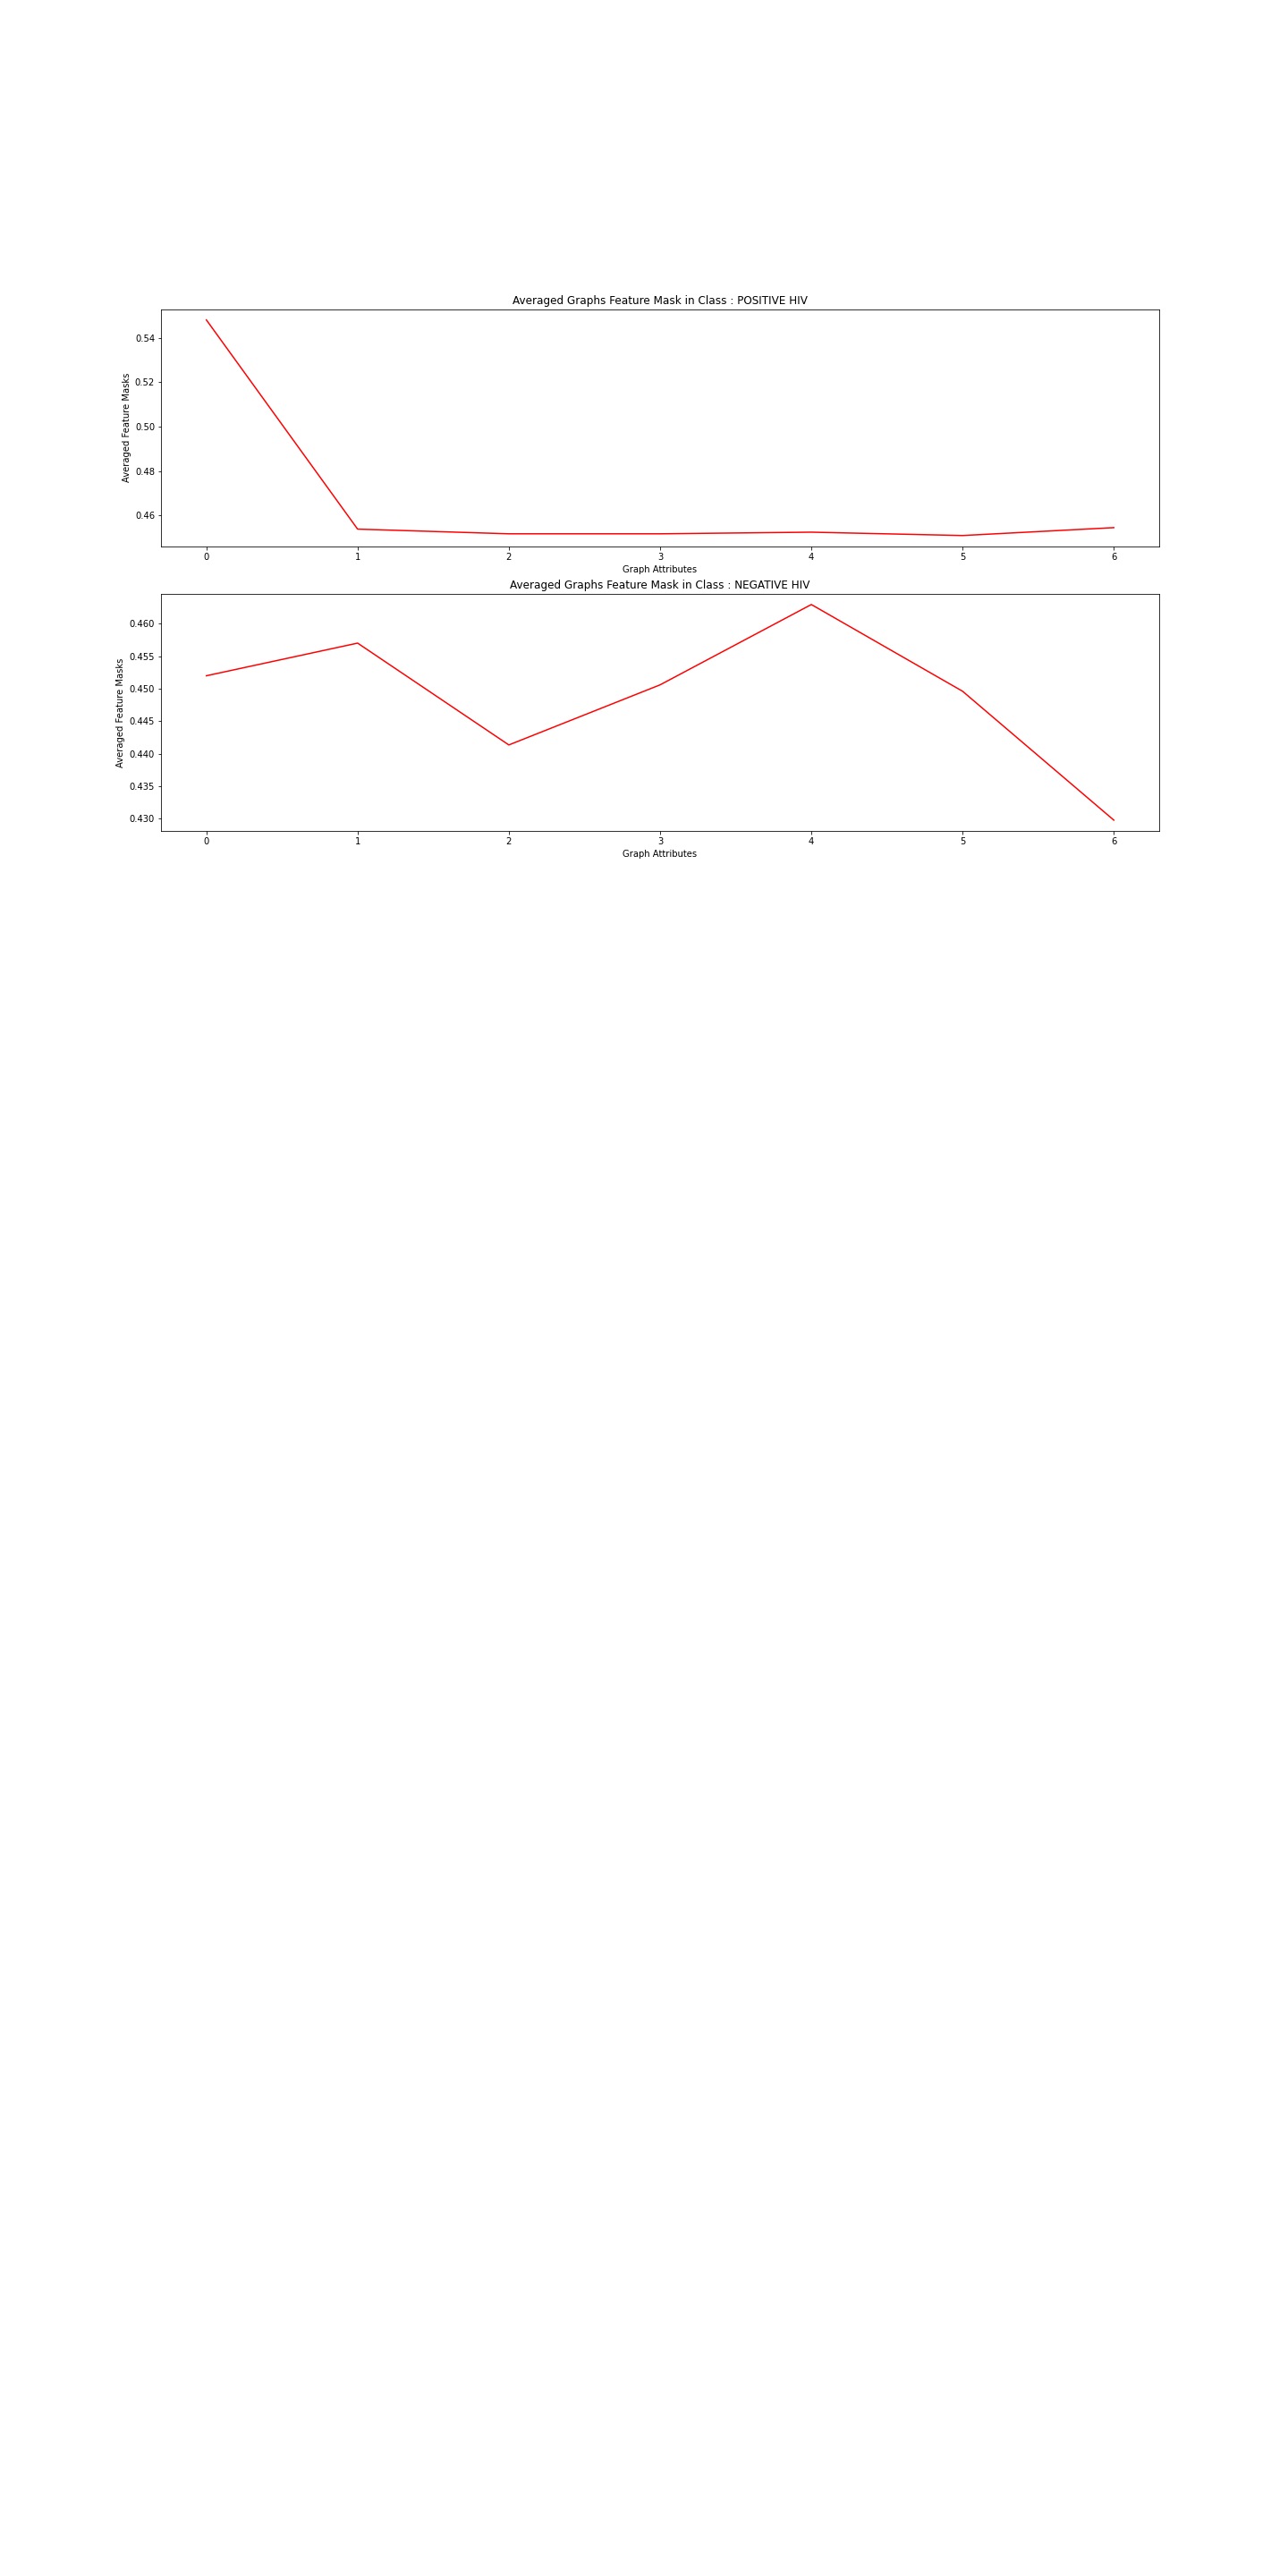 Averaged Graphs Feature Mask in Class : POSITIVE HIV
Averaged Feature Masks
0.54
0.52
0.50
0.48
0.46
0 1 2 3 4 5 6
Graph Attributes
Averaged Graphs Feature Mask in Class : NEGATIVE HIV
Averaged Feature Masks
0.460
0.455
0.450
0.445
0.440
0.435
0.430
0 1 2 3 4 5 6
Graph Attributes